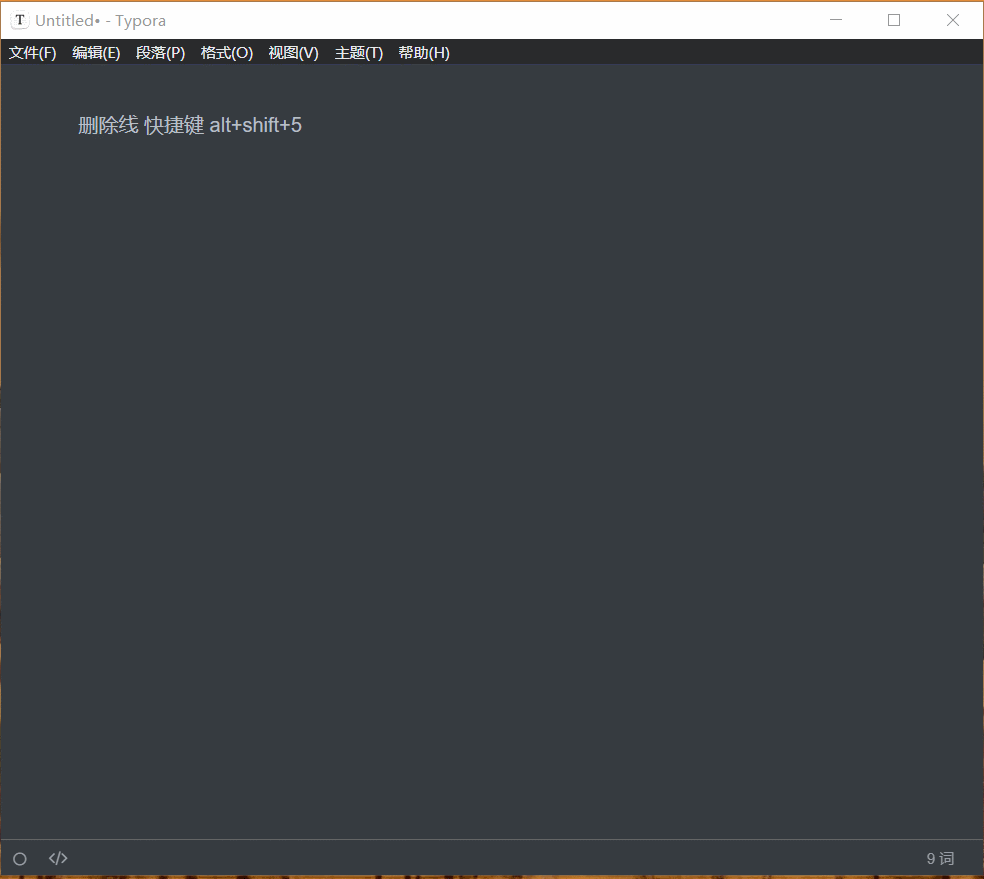 T Untitled• - Typora
文件(F) 编辑(E) 段落(P) 格式(O) 视图(V) 主题(T) 帮助(H)
删除线 快捷键 alt+shift+5
</> 9 词